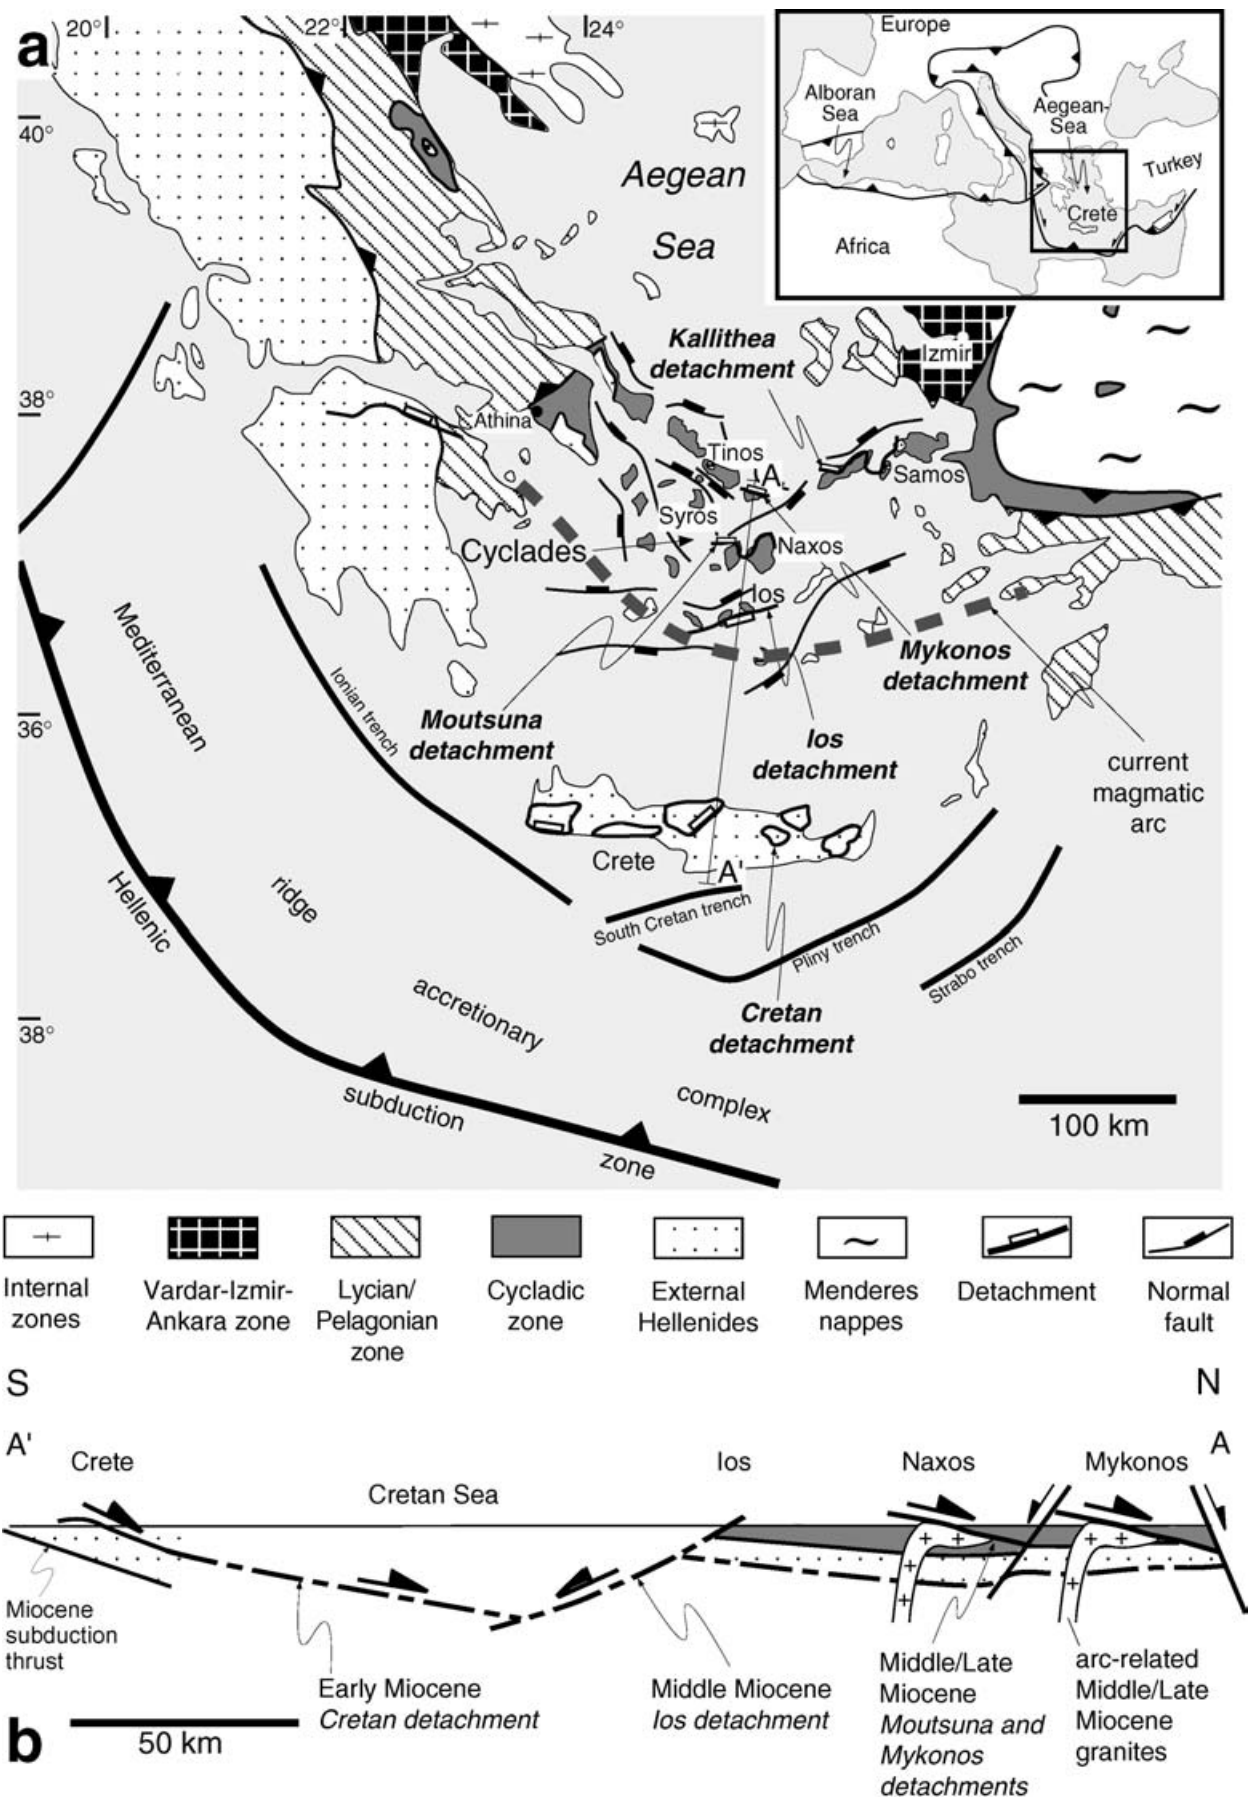 a
20°
22°
24°
40°
38°
36°
38°
Europe
Alboran
Sea
Aegean-
Sea
Turkey
Crete
Africa
Aegean
Sea
Kallithea
detachment
Izmir
Athina
Tinos
A
Samos
Syros
Cyclades
Naxos
Ios
Mykonos
detachment
Moutsuna
detachment
Ios
detachment
current
magmatic
arc
Mediterranean
ridge
accretionary
complex
Ionian trench
Crete
A'
South Cretan trench
Pliny trench
Strabo trench
Cretan
detachment
Hellenic
subduction
zone
100 km
Internal
zones
Vardar-Izmir-
Ankara zone
Lycian/
Pelagonian
zone
Cycladic
zone
External
Hellenides
Menderes
nappes
Detachment
Normal
fault
S
N
A'
A
Crete
Cretan Sea
Ios
Naxos
Mykonos
Miocene
subduction
thrust
Early Miocene
Cretan detachment
Middle Miocene
Ios detachment
Middle/Late
Miocene
Moutsuna and
Mykonos
detachments
arc-related
Middle/Late
Miocene
granites
b
50 km